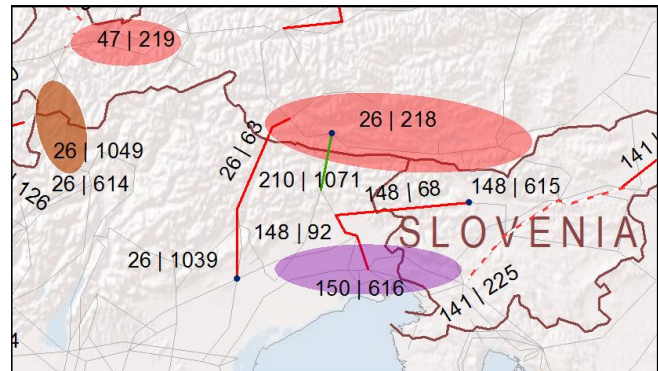 47 | 219
26 | 218
26 | 63
141 |
26 | 1049
26 | 614
| 126
210 | 1071
148 | 68
148 | 615
SLOVENIA
148 | 92
26 | 1039
150 | 616
141 | 225